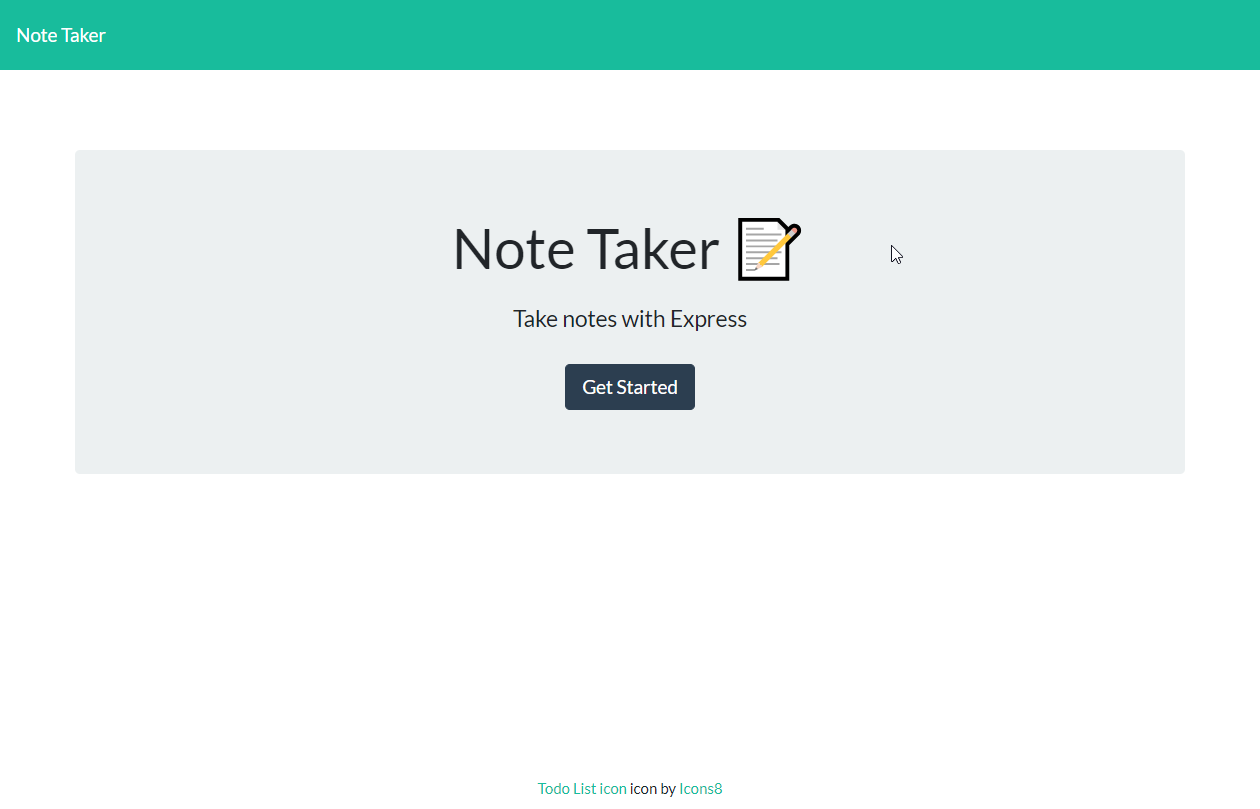 Note Taker
Note Taker 📝
Take notes with Express
Get Started
Todo List icon icon by Icons8